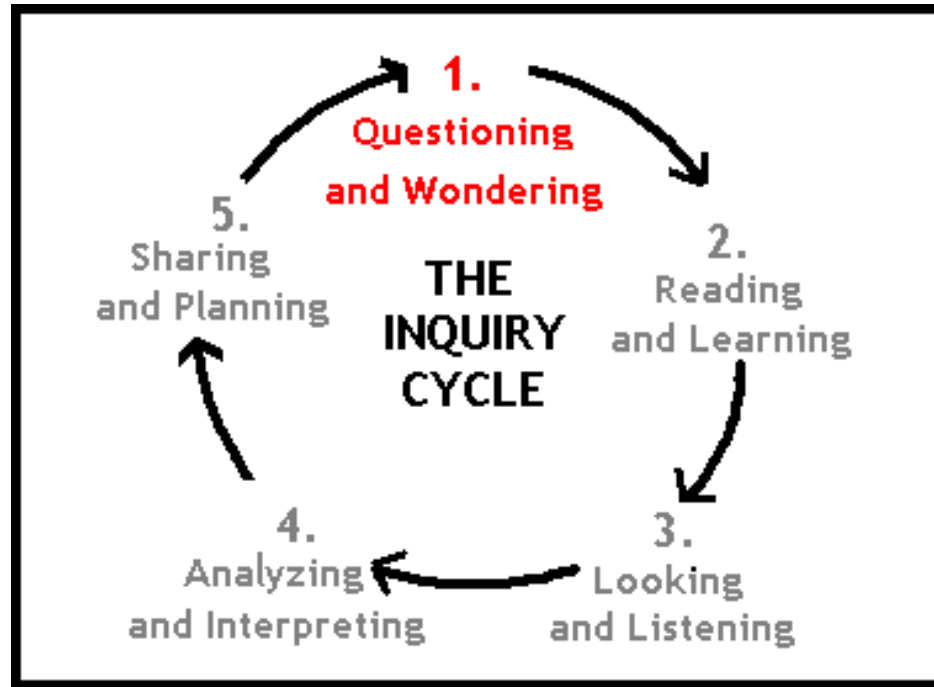 1.
Questioning
and Wondering
2.
Reading
and Learning
3.
Looking
and Listening
4.
Analyzing
and Interpreting
5.
Sharing
and Planning
THE
INQUIRY
CYCLE